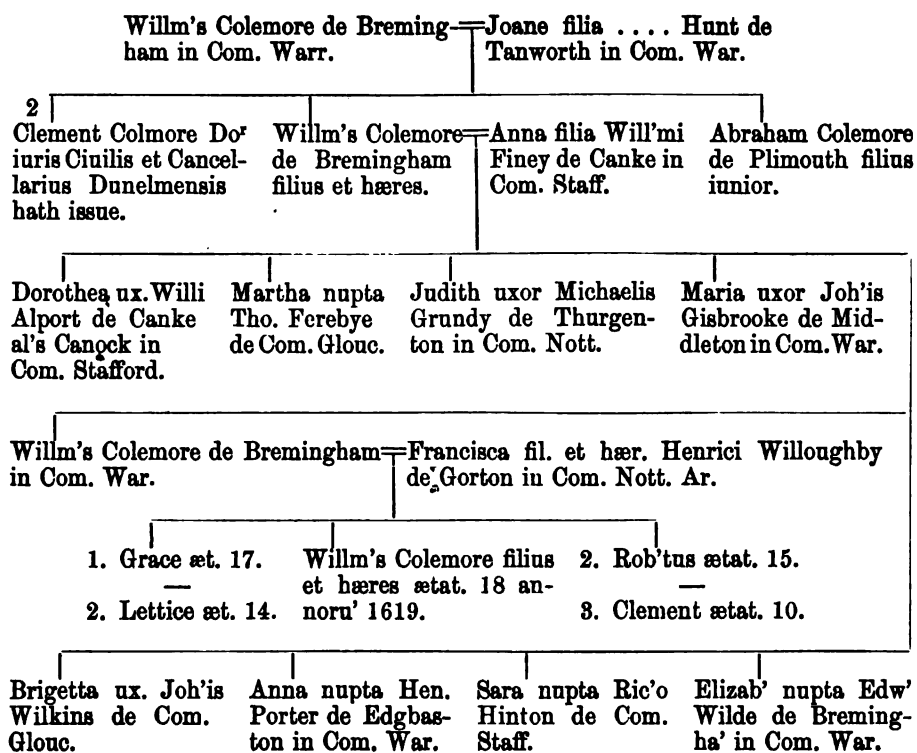 Willm's Colemore de Breming-
ham in Com. Warr.
Joane filia .... Hunt de
Tanworth in Com. War.
2
Clement Colmore Doʳ
iuris Ciuilis et Cancel-
larius Dunelmensis
hath issue.
Willm's Colemore
de Bremingham
filius et hæres.
Anna filia Will'mi
Finey de Canke in
Com. Staff.
Abraham Colemore
de Plimouth filius
iunior.
Dorothea ux. Willi
Alport de Canke
al's Canock in
Com. Stafford.
Martha nupta
Tho. Ferebye
de Com. Glouc.
Judith uxor Michaelis
Grundy de Thurgen-
ton in Com. Nott.
Maria uxor Joh'is
Gisbrooke de Mid-
dleton in Com. War.
Willm's Colemore de Bremingham
in Com. War.
Francisca fil. et hær. Henrici Willoughby
de Gorton in Com. Nott. Ar.
1. Grace æt. 17.
—
2. Lettice æt. 14.
Willm's Colemore filius
et hæres ætat. 18 an-
noru' 1619.
2. Rob'tus ætat. 15.
—
3. Clement ætat. 10.
Brigetta ux. Joh'is
Wilkins de Com.
Glouc.
Anna nupta Hen.
Porter de Edgbas-
ton in Com. War.
Sara nupta Ric'o
Hinton de Com.
Staff.
Elizab' nupta Edw'
Wilde de Breming-
ha' in Com. War.